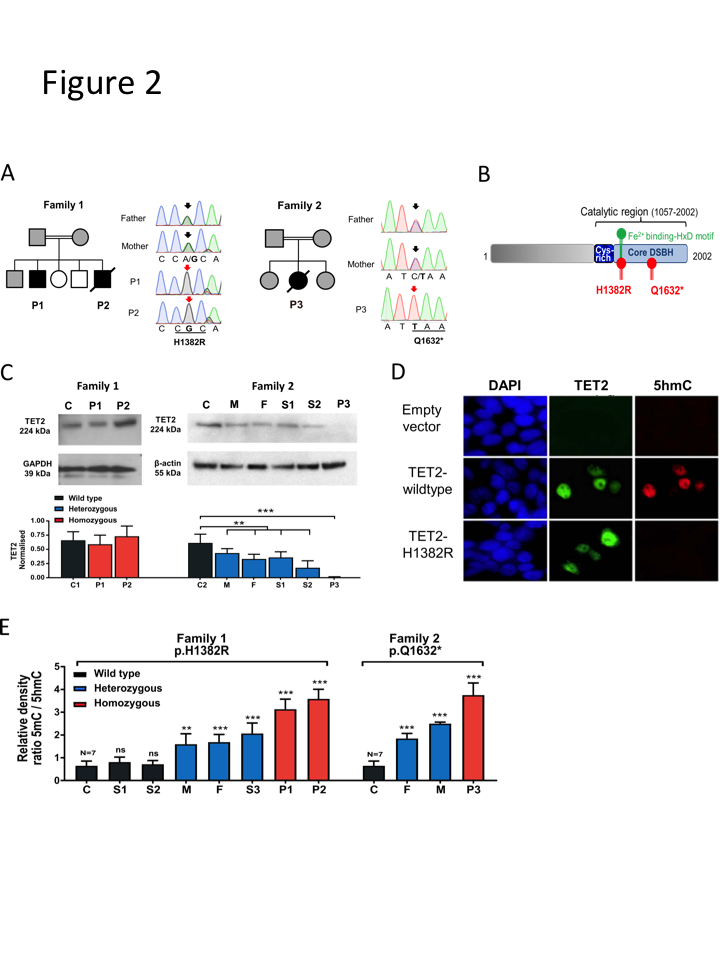 Figure 2
A
Family 1
P1 P2
Father
Mother
C C A/G C A
P1
P2
C C G C A
H1382R
Family 2
P3
Father
Mother
A T C/T A A
P3
A T T A A
Q1632*
B
Catalytic region (1057-2002)
Fe2+ binding-HxD motif
1 Cys-rich Core DSBH 2002
H1382R Q1632*
C
Family 1
C P1 P2
TET2
224 kDa
GAPDH
39 kDa
Family 2
C M F S1 S2 P3
TET2
224 kDa
β-actin
55 kDa
Wild type
Heterozygous
Homozygous
TET2
Normalised
1.00
0.75
0.50
0.25
0.00
C1 P1 P2
** ***
C2 M F S1 S2 P3
D
DAPI TET2 5hmC
Empty
vector
TET2-
wildtype
TET2-
H1382R
E
Family 1
p.H1382R
Family 2
p.Q1632*
Wild type
Heterozygous
Homozygous
Relative density
ratio 5mC / 5hmC
5
4
3
2
1
0
N=7 ns ns ** *** *** *** ***
C S1 S2 M F S3 P1 P2
N=7 *** *** ***
C F M P3